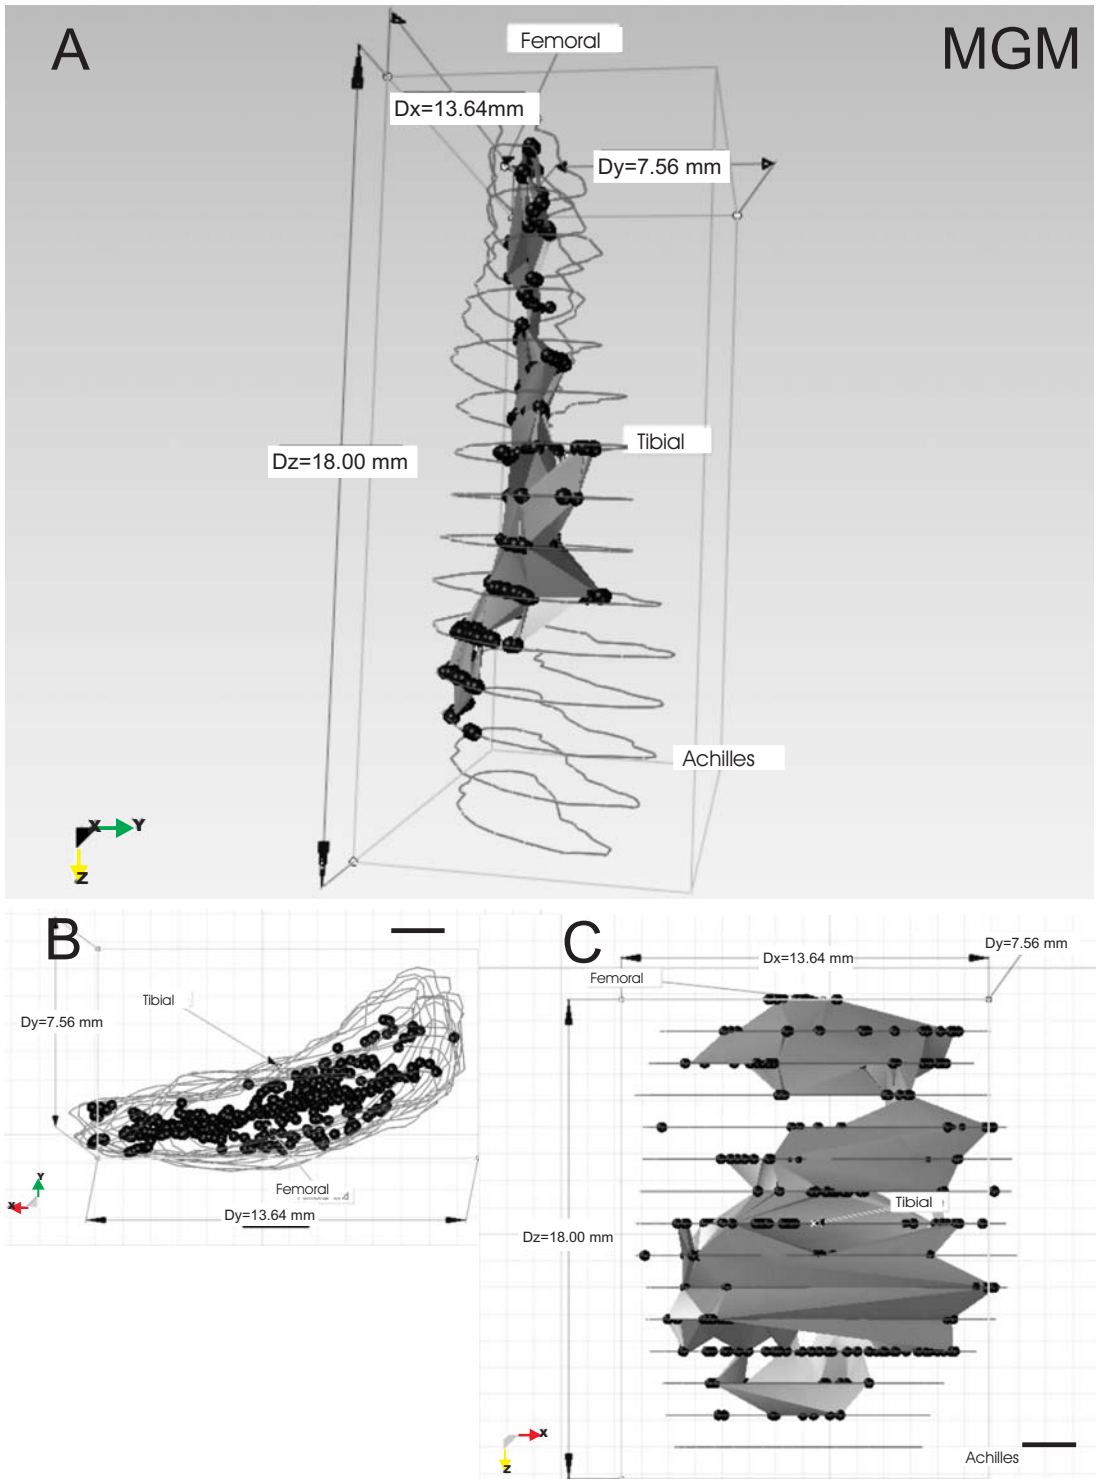 A
MGM
Femoral
Dx=13.64mm
Dy=7.56 mm
Tibial
Dz=18.00 mm
Achilles
X
Y
Z
B
Tibial
Dy=7.56 mm
Femoral
Dy=13.64 mm
Y
X
C
Dy=7.56 mm
Dx=13.64 mm
Femoral
Tibial
Dz=18.00 mm
X
Z
Achilles